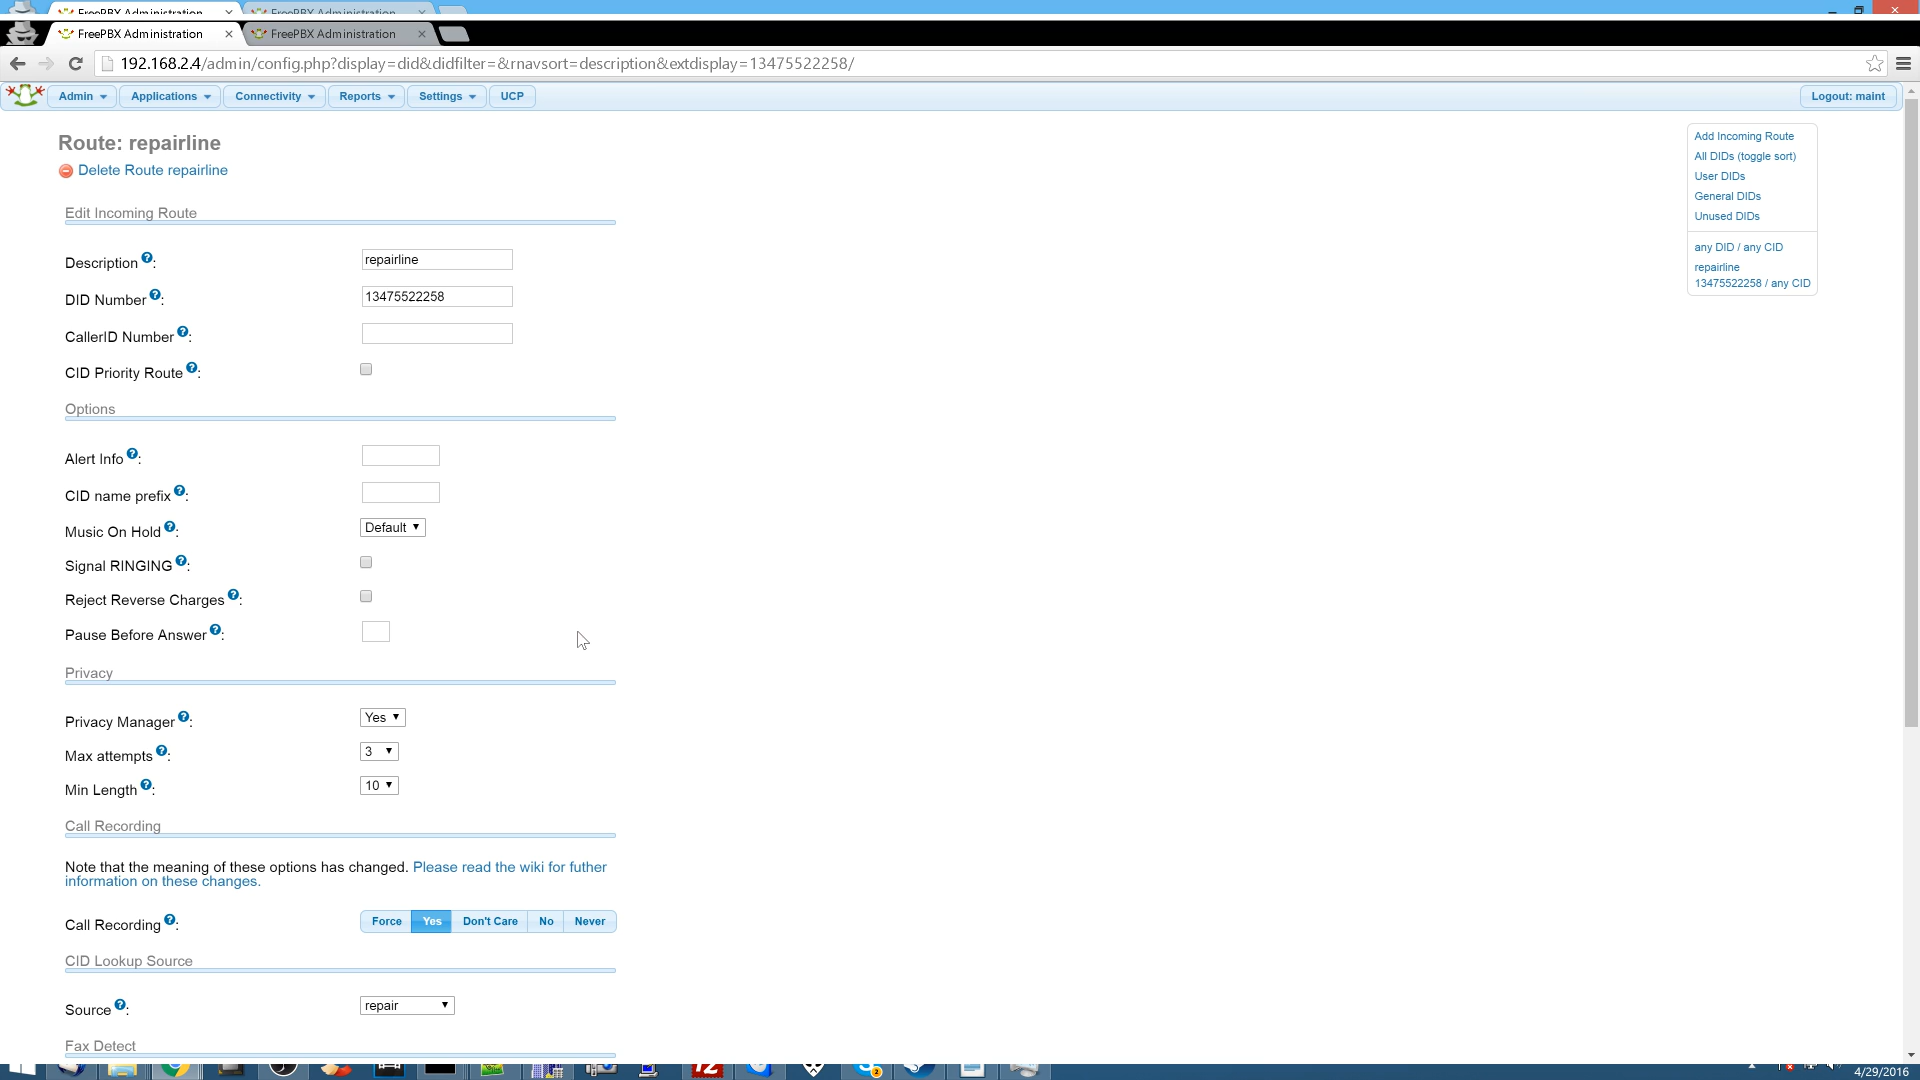 FreePBX Administration
FreePBX Administration
FreePBX Administration
FreePBX Administration
192.168.2.4/admin/config.php?display=did&didfilter=&rnavsort=description&extdisplay=13475522258/
Admin
Applications
Connectivity
Reports
Settings
UCP
Logout: maint
Route: repairline
Delete Route repairline
Add Incoming Route
All DIDs (toggle sort)
User DIDs
General DIDs
Unused DIDs
any DID / any CID
repairline
13475522258 / any CID
Edit Incoming Route
Description ?: repairline
DID Number ?: 13475522258
CallerID Number ?:
CID Priority Route ?:
Options
Alert Info ?:
CID name prefix ?:
Music On Hold ?: Default
Signal RINGING ?:
Reject Reverse Charges ?:
Pause Before Answer ?:
Privacy
Privacy Manager ?: Yes
Max attempts ?: 3
Min Length ?: 10
Call Recording
Note that the meaning of these options has changed. Please read the wiki for futher
information on these changes.
Call Recording ?: Force Yes Don't Care No Never
CID Lookup Source
Source ?: repair
Fax Detect
4/29/2016